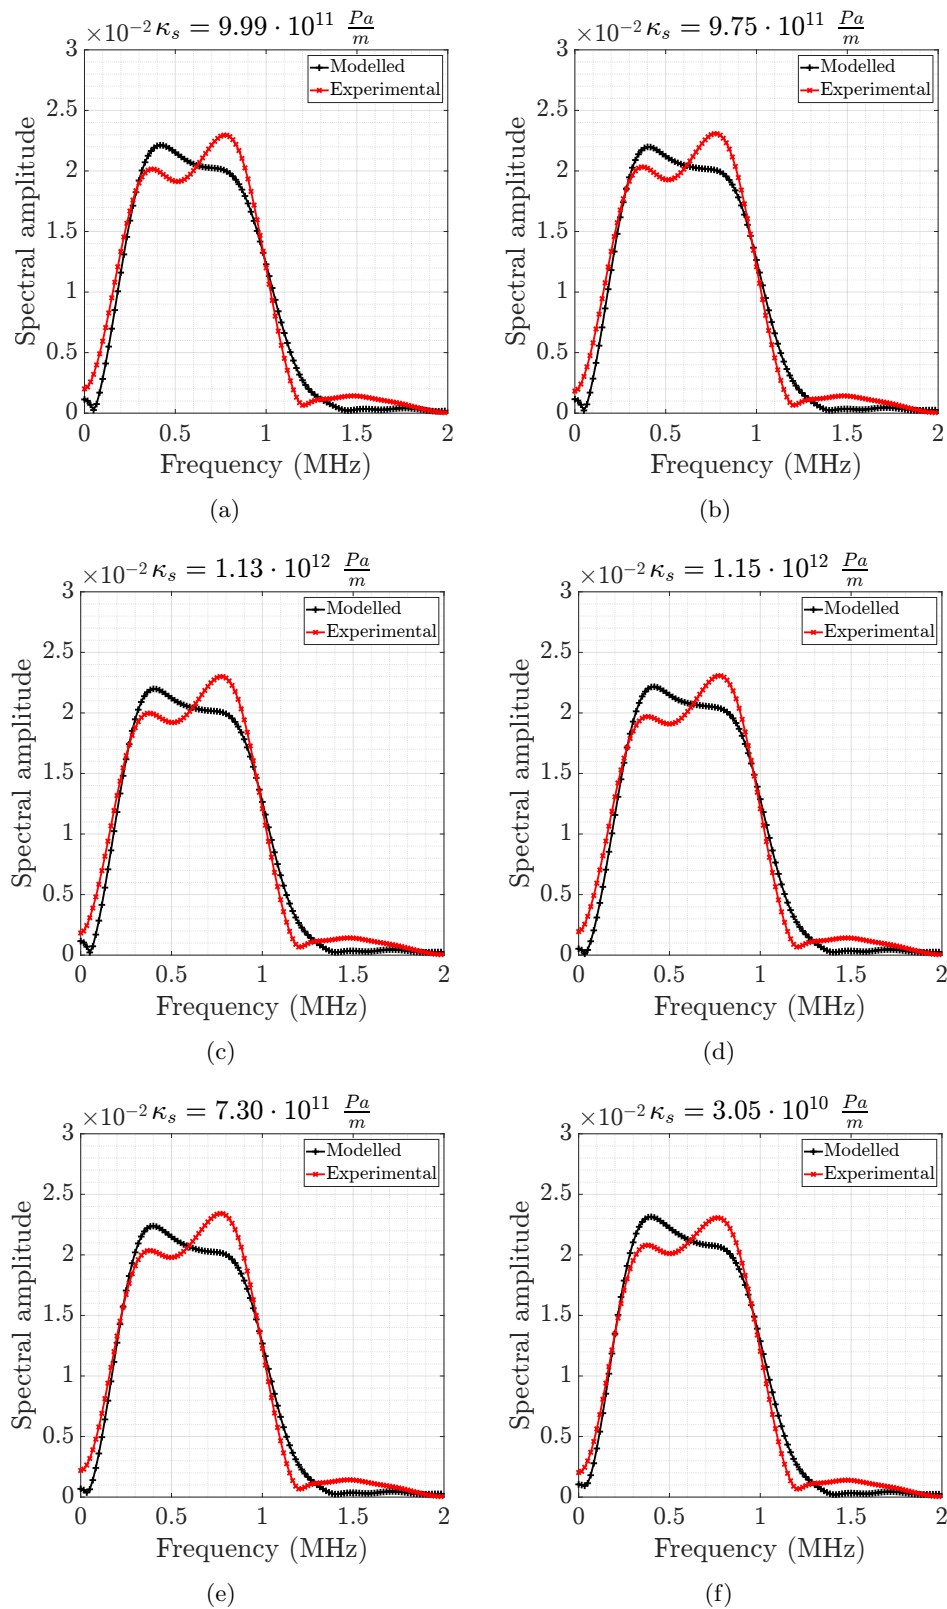 ×10⁻² κₛ = 9.99 · 10¹¹ Pa/m
Modelled
Experimental
3
2.5
2
1.5
1
0.5
0
Spectral amplitude
0 0.5 1 1.5 2
Frequency (MHz)
(a)
×10⁻² κₛ = 9.75 · 10¹¹ Pa/m
Modelled
Experimental
3
2.5
2
1.5
1
0.5
0
Spectral amplitude
0 0.5 1 1.5 2
Frequency (MHz)
(b)
×10⁻² κₛ = 1.13 · 10¹² Pa/m
Modelled
Experimental
3
2.5
2
1.5
1
0.5
0
Spectral amplitude
0 0.5 1 1.5 2
Frequency (MHz)
(c)
×10⁻² κₛ = 1.15 · 10¹² Pa/m
Modelled
Experimental
3
2.5
2
1.5
1
0.5
0
Spectral amplitude
0 0.5 1 1.5 2
Frequency (MHz)
(d)
×10⁻² κₛ = 7.30 · 10¹¹ Pa/m
Modelled
Experimental
3
2.5
2
1.5
1
0.5
0
Spectral amplitude
0 0.5 1 1.5 2
Frequency (MHz)
(e)
×10⁻² κₛ = 3.05 · 10¹⁰ Pa/m
Modelled
Experimental
3
2.5
2
1.5
1
0.5
0
Spectral amplitude
0 0.5 1 1.5 2
Frequency (MHz)
(f)